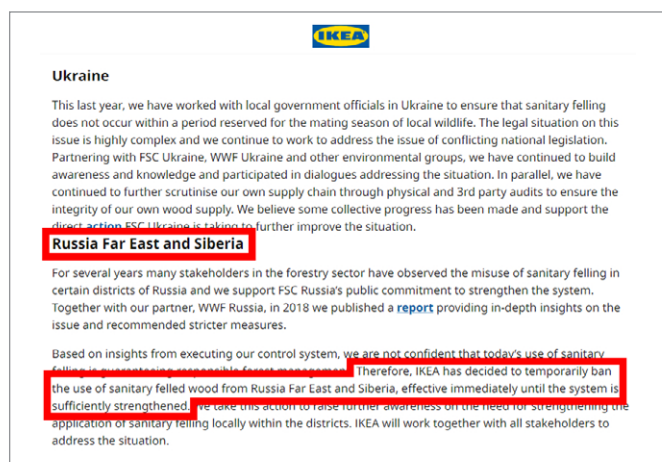 IKEA
Ukraine
This last year, we have worked with local government officials in Ukraine to ensure that sanitary felling
does not occur within a period reserved for the mating season of local wildlife. The legal situation on this
issue is highly complex and we continue to work to address the issue of conflicting national legislation.
Partnering with FSC Ukraine, WWF Ukraine and other environmental groups, we have continued to build
awareness and knowledge and participated in dialogues addressing the situation. In parallel, we have
continued to further scrutinise our own supply chain through physical and 3rd party audits to ensure the
integrity of our own wood supply. We believe some collective progress has been made and support the
direct action FSC Ukraine is taking to further improve the situation.
Russia Far East and Siberia
For several years many stakeholders in the forestry sector have observed the misuse of sanitary felling in
certain districts of Russia and we support FSC Russia's public commitment to strengthen the system.
Together with our partner, WWF Russia, in 2018 we published a report providing in-depth insights on the
issue and recommended stricter measures.
Based on insights from executing our control system, we are not confident that today's use of sanitary
felling is guaranteeing responsible forest management. Therefore, IKEA has decided to temporarily ban
the use of sanitary felled wood from Russia Far East and Siberia, effective immediately until the system is
sufficiently strengthened. We take this action to raise further awareness on the need for strengthening the
application of sanitary felling locally within the districts. IKEA will work together with all stakeholders to
address the situation.